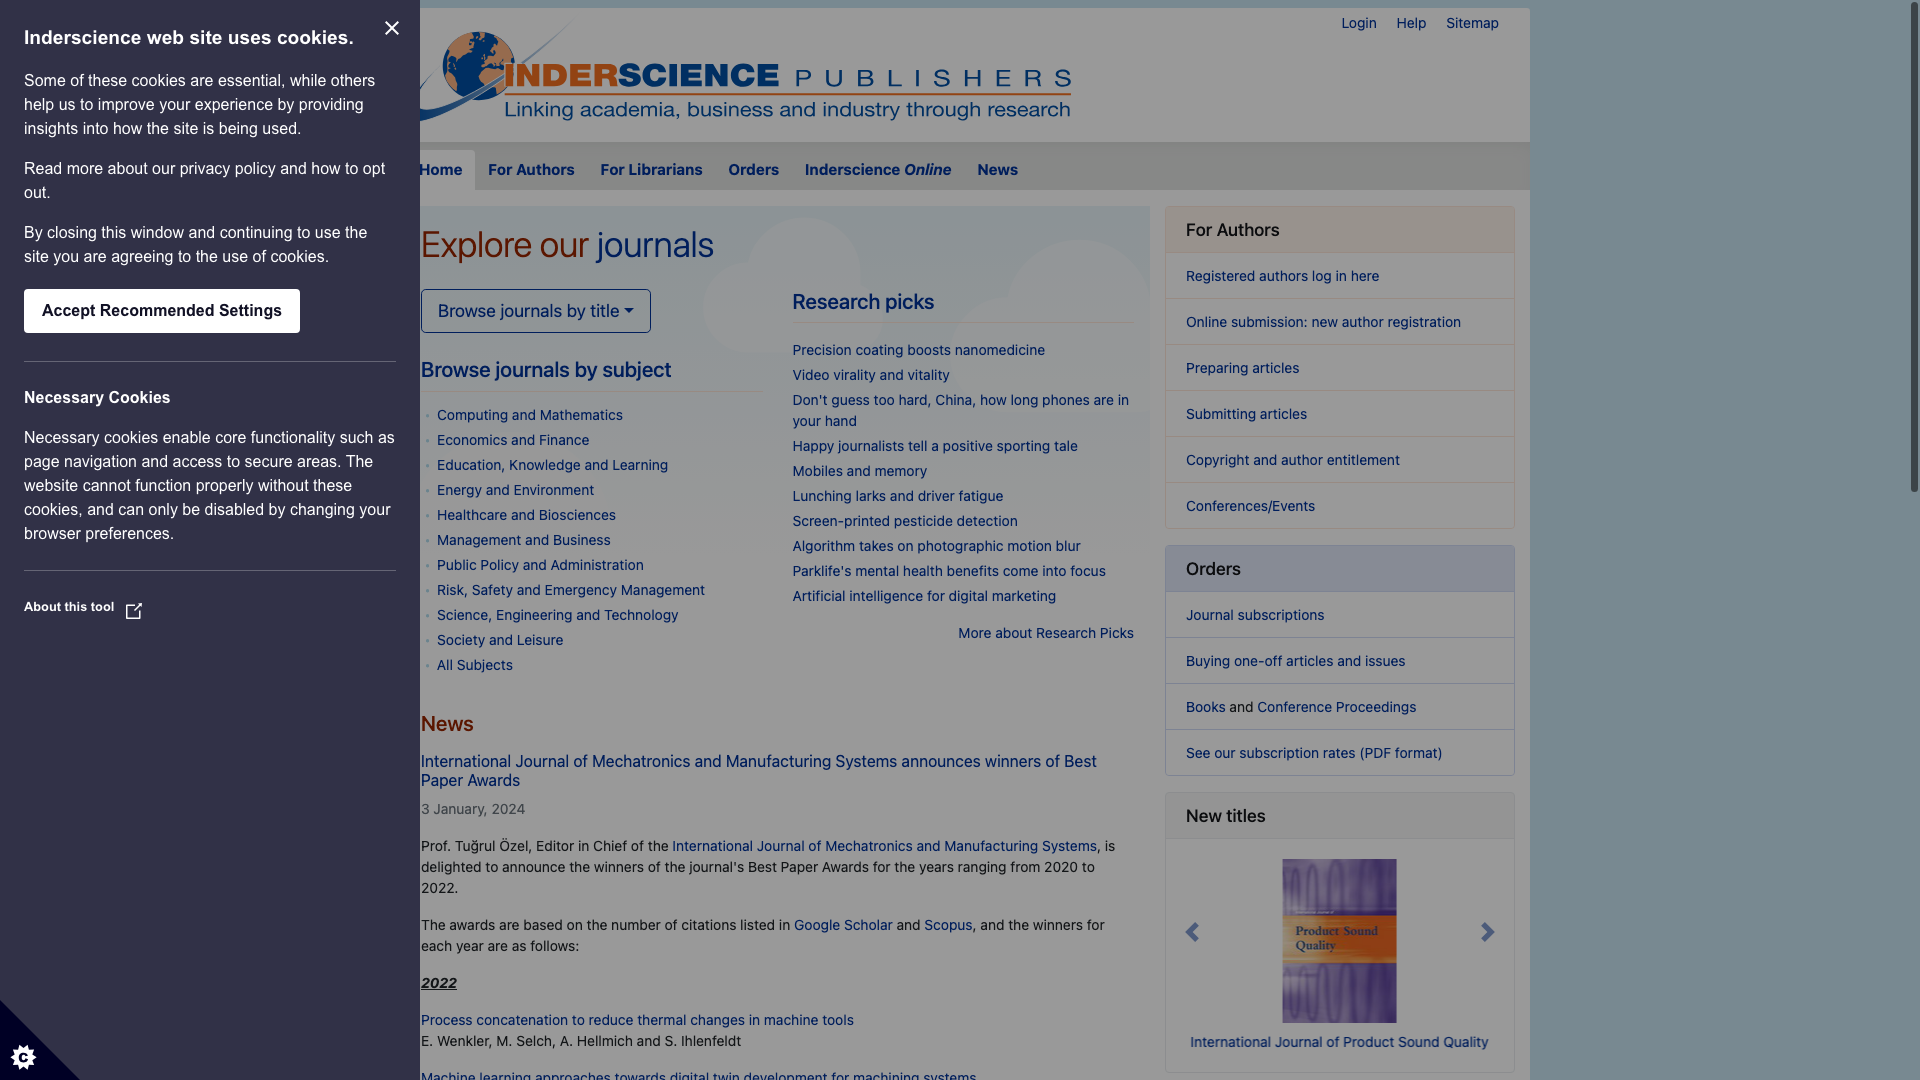 Inderscience web site uses cookies.
Some of these cookies are essential, while others
help us to improve your experience by providing
insights into how the site is being used.
Read more about our privacy policy and how to opt
out.
By closing this window and continuing to use the
site you are agreeing to the use of cookies.
Accept Recommended Settings
Necessary Cookies
Necessary cookies enable core functionality such as
page navigation and access to secure areas. The
website cannot function properly without these
cookies, and can only be disabled by changing your
browser preferences.
About this tool
Login Help Sitemap
INDERSCIENCE PUBLISHERS
Linking academia, business and industry through research
Home For Authors For Librarians Orders Inderscience Online News
Explore our journals
Browse journals by title
Browse journals by subject
Computing and Mathematics
Economics and Finance
Education, Knowledge and Learning
Energy and Environment
Healthcare and Biosciences
Management and Business
Public Policy and Administration
Risk, Safety and Emergency Management
Science, Engineering and Technology
Society and Leisure
All Subjects
Research picks
Precision coating boosts nanomedicine
Video virality and vitality
Don't guess too hard, China, how long phones are in
your hand
Happy journalists tell a positive sporting tale
Mobiles and memory
Lunching larks and driver fatigue
Screen-printed pesticide detection
Algorithm takes on photographic motion blur
Parklife's mental health benefits come into focus
Artificial intelligence for digital marketing
More about Research Picks
News
International Journal of Mechatronics and Manufacturing Systems announces winners of Best
Paper Awards
3 January, 2024
Prof. Tuğrul Özel, Editor in Chief of the International Journal of Mechatronics and Manufacturing Systems, is
delighted to announce the winners of the journal's Best Paper Awards for the years ranging from 2020 to
2022.
The awards are based on the number of citations listed in Google Scholar and Scopus, and the winners for
each year are as follows:
2022
Process concatenation to reduce thermal changes in machine tools
E. Wenkler, M. Selch, A. Hellmich and S. Ihlenfeldt
Machine learning approaches towards digital twin development for machining systems
For Authors
Registered authors log in here
Online submission: new author registration
Preparing articles
Submitting articles
Copyright and author entitlement
Conferences/Events
Orders
Journal subscriptions
Buying one-off articles and issues
Books and Conference Proceedings
See our subscription rates (PDF format)
New titles
Product Sound
Quality
International Journal of Product Sound Quality